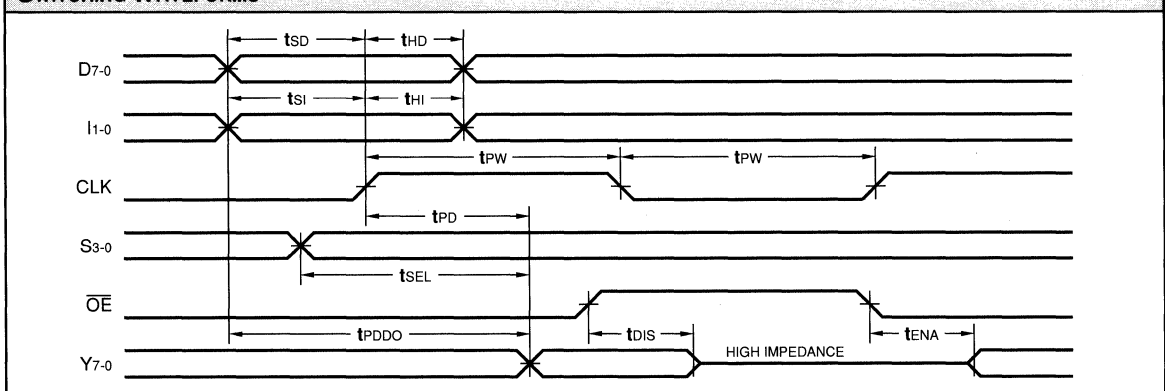 SWITCHING WAVEFORMS
tSD tHD
D7-0
tSI tHI
I1-0
tPW tPW
CLK
tPD
S3-0
tSEL
OE
tPDDO tDIS tENA
Y7-0 HIGH IMPEDANCE